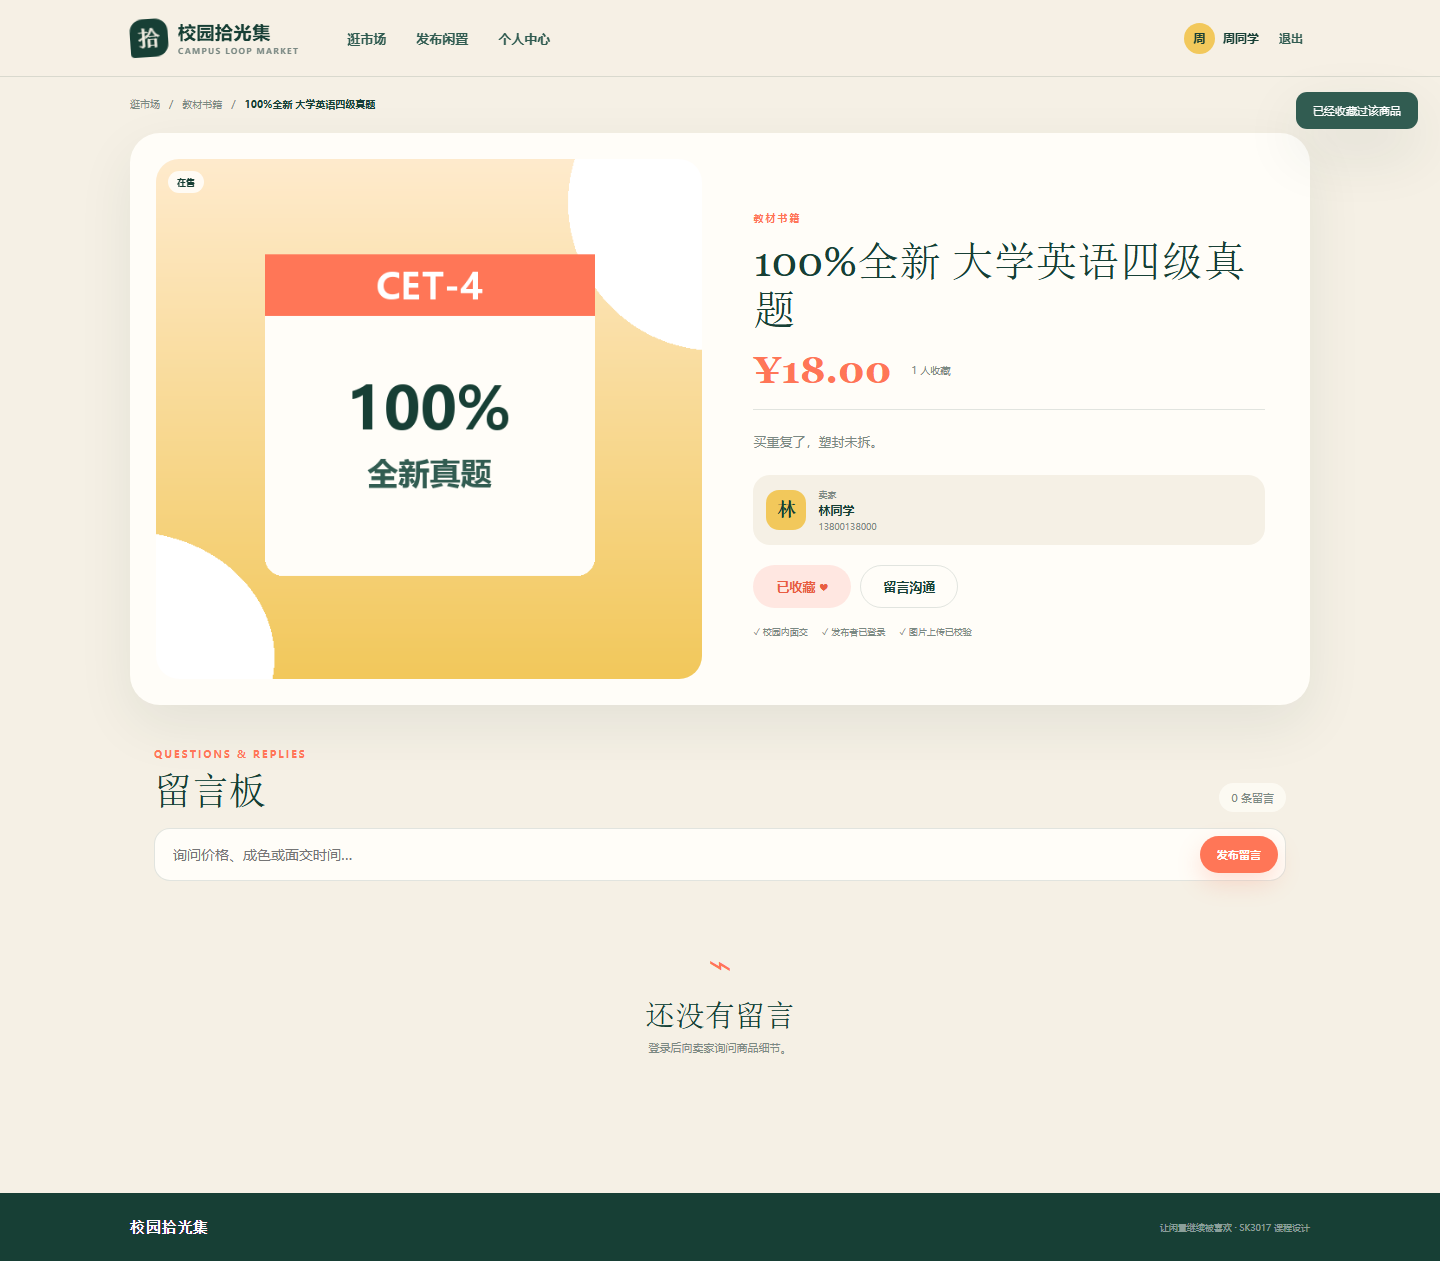 拾
校园拾光集
CAMPUS LOOP MARKET
逛市场
发布闲置
个人中心
周
周同学
退出
逛市场 / 教材书籍 / 100%全新 大学英语四级真题
已经收藏过该商品
在售
CET-4
100%
全新真题
教材书籍
100%全新 大学英语四级真
题
¥18.00
1 人收藏
买重复了，塑封未拆。
林
卖家
林同学
13800138000
已收藏 ♥
留言沟通
✓ 校园内面交
✓ 发布者已登录
✓ 图片上传已校验
QUESTIONS & REPLIES
留言板
0 条留言
询问价格、成色或面交时间...
发布留言
还没有留言
登录后向卖家询问商品细节。
校园拾光集
让闲置继续被喜欢 · SK3017 课程设计